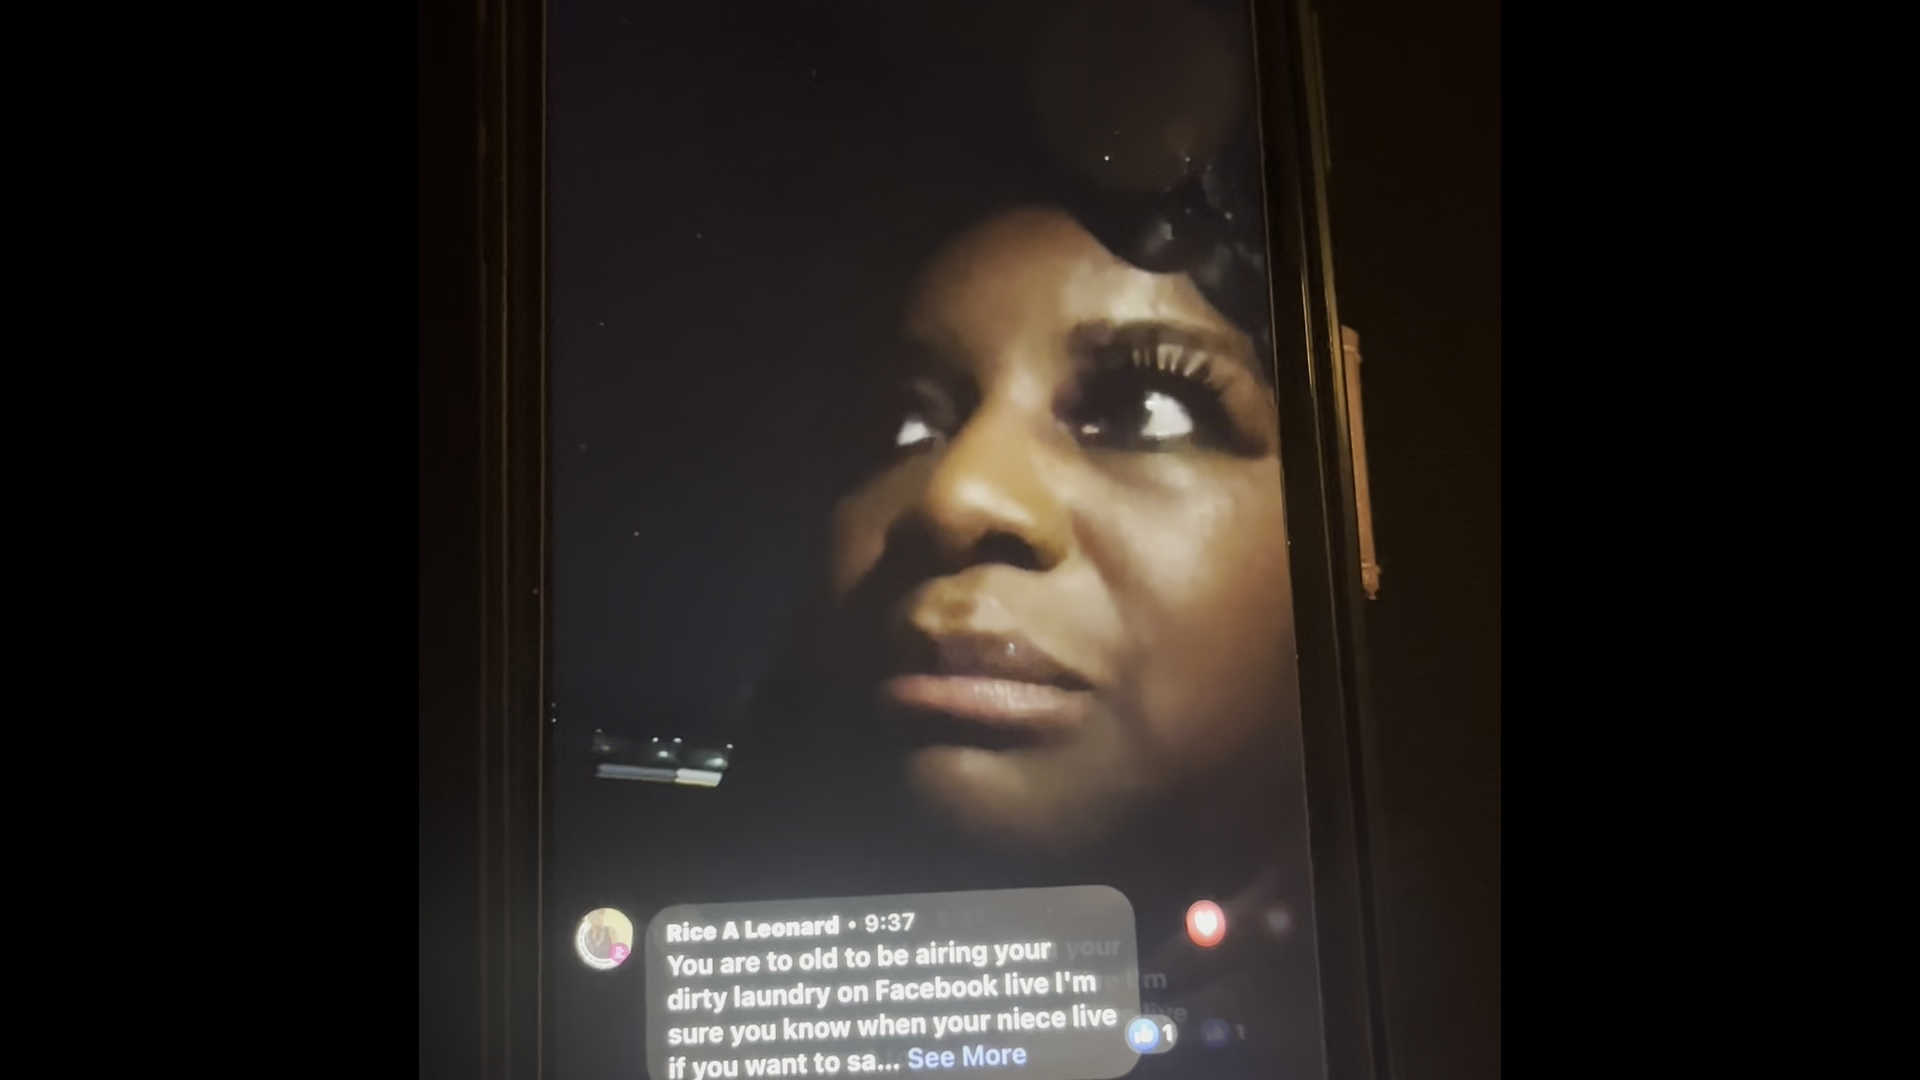 Rice A Leonard • 9:37
You are to old to be airing your
dirty laundry on Facebook live I'm
sure you know when your niece live
if you want to sa... See More
1